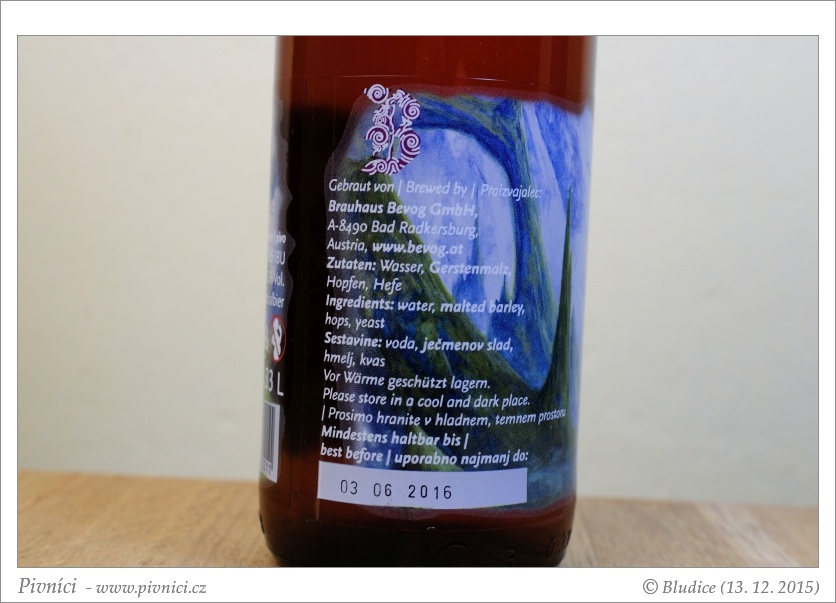 Gebraut von | Brewed by | Proizvajalec:
Brauhaus Bevog GmbH,
A-8490 Bad Radkersburg,
Austria, www.bevog.at
Zutaten: Wasser, Gerstenmalz,
Hopfen, Hefe
Ingredients: water, malted barley,
hops, yeast
Sestavine: voda, ječmenov slad,
hmelj, kvas
Vor Wärme geschützt lagern.
Please store in a cool and dark place.
| Prosimo hranite v hladnem, temnem prostoru
Mindestens haltbar bis |
best before | uporabno najmanj do:
03 06 2016
pivo
IBU
Vol.
33 L
Pivníci - www.pivnici.cz
© Bludice (13. 12. 2015)